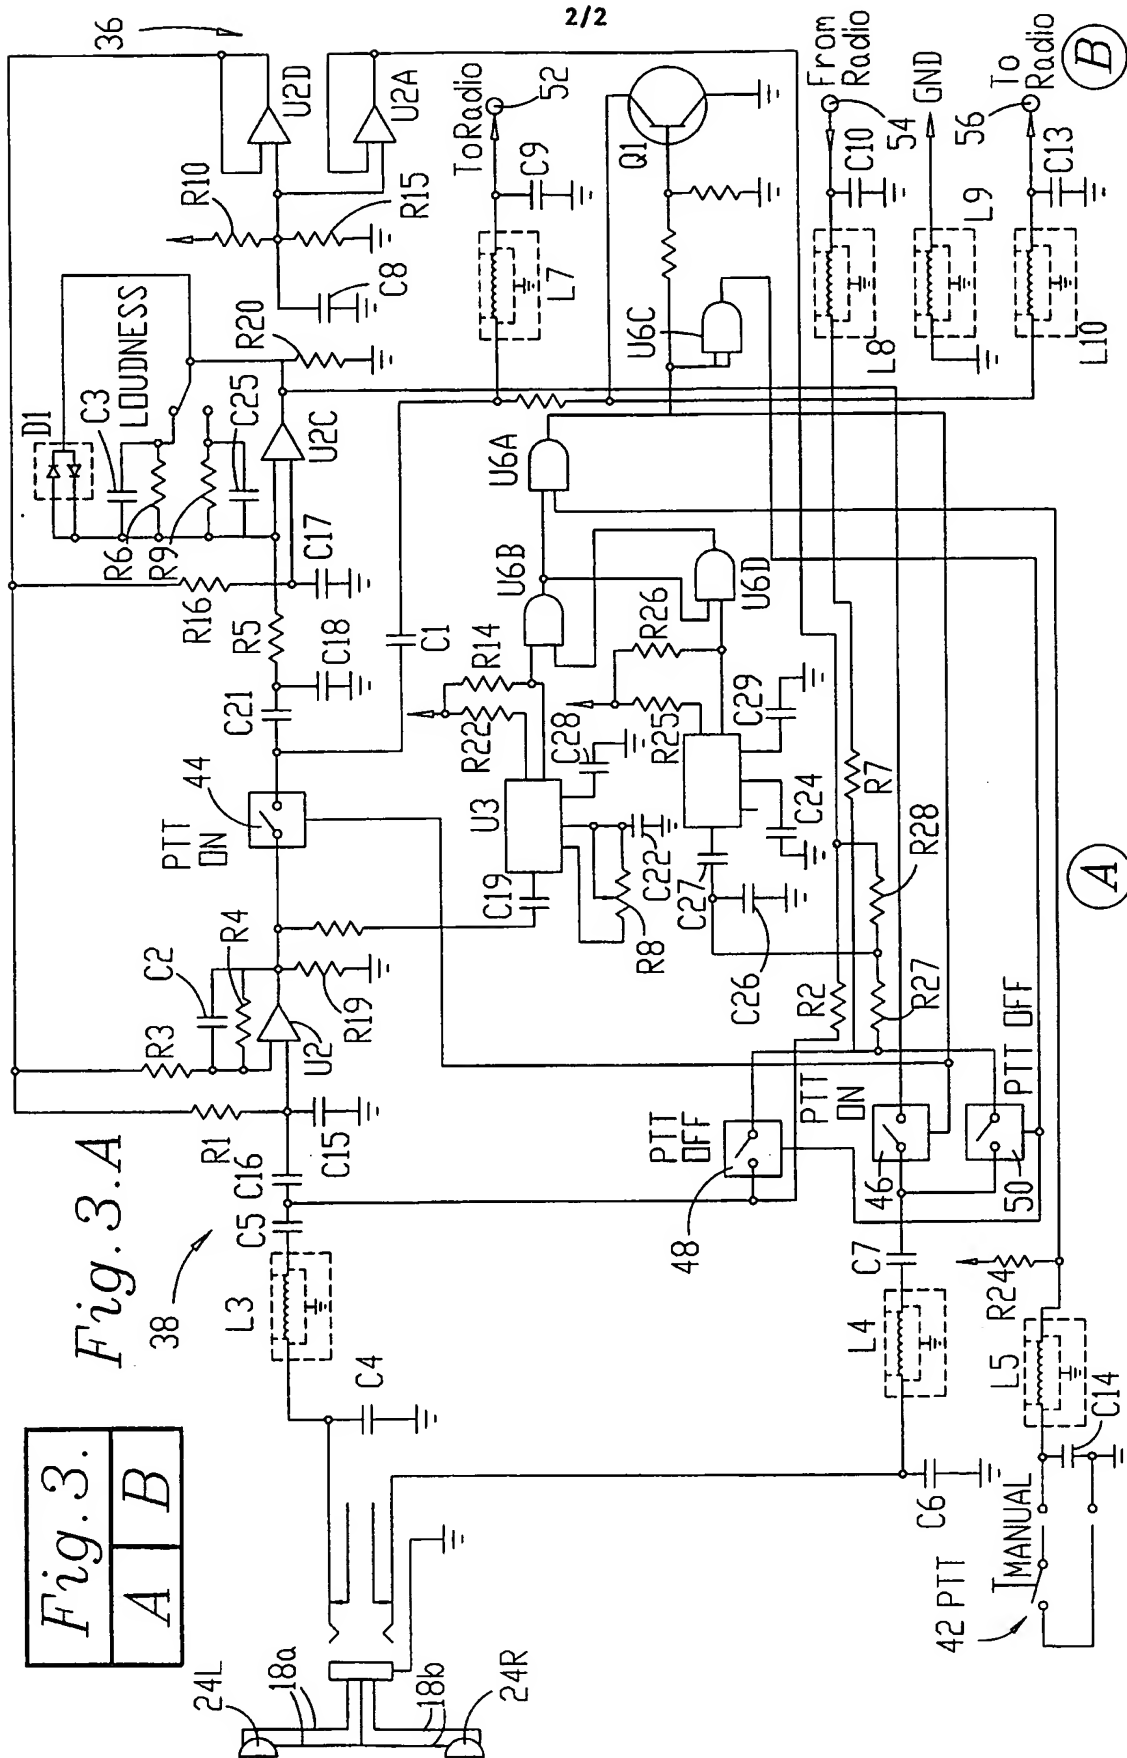 2/2
Fig. 3.
A B
Fig. 3.A
38
36
24L
18a
18b
24R
C4
L3
C5
C16
C15
R1
R3
C2
R4
U2
R19
PTT
ON
44
C21
C18
R5
R16
C17
R6
R9
C3
D1
LOUDNESS
C25
U2C
R20
R10
R15
C8
U2D
U2A
C1
L7
C9
To Radio
52
Q1
U6C
U6A
U6B
U6D
R14
R22
U3
C19
C28
C22
R8
R26
R25
C29
C24
C27
C26
R2
R7
R28
R27
PTT
OFF
48
PTT
ON
46
PTT OFF
50
C7
L4
C6
R24
L5
C14
MANUAL
42 PTT
L8
C10
From
Radio
54
L9
GND
L10
C13
To
Radio
56
A
B